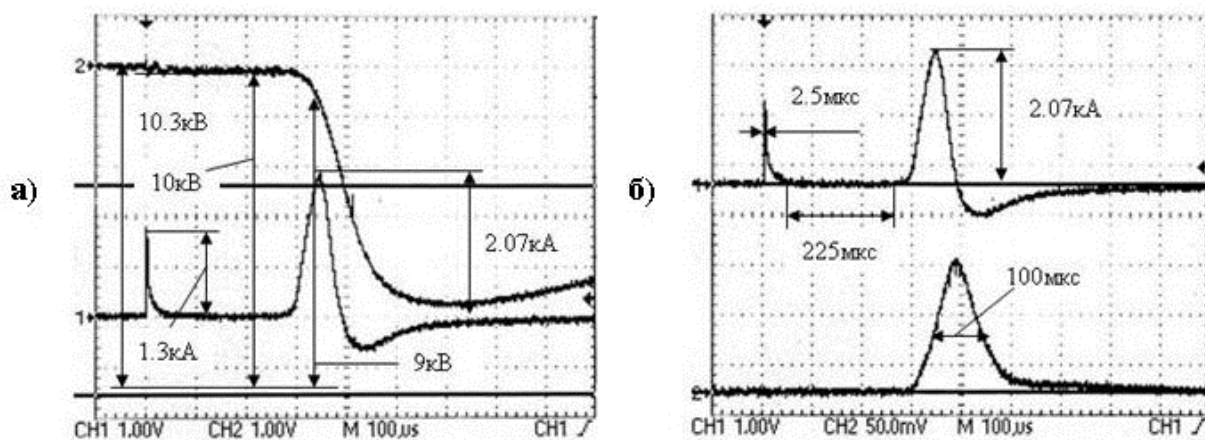 а)
2
10.3кВ
10кВ
2.07кА
1
1.3кА
9кВ
CH1 1.00V CH2 1.00V M 100µs CH1
б)
2.5мкс
2.07кА
1
225мкс
100мкс
2
CH1 1.00V CH2 50.0mV M 100µs CH1